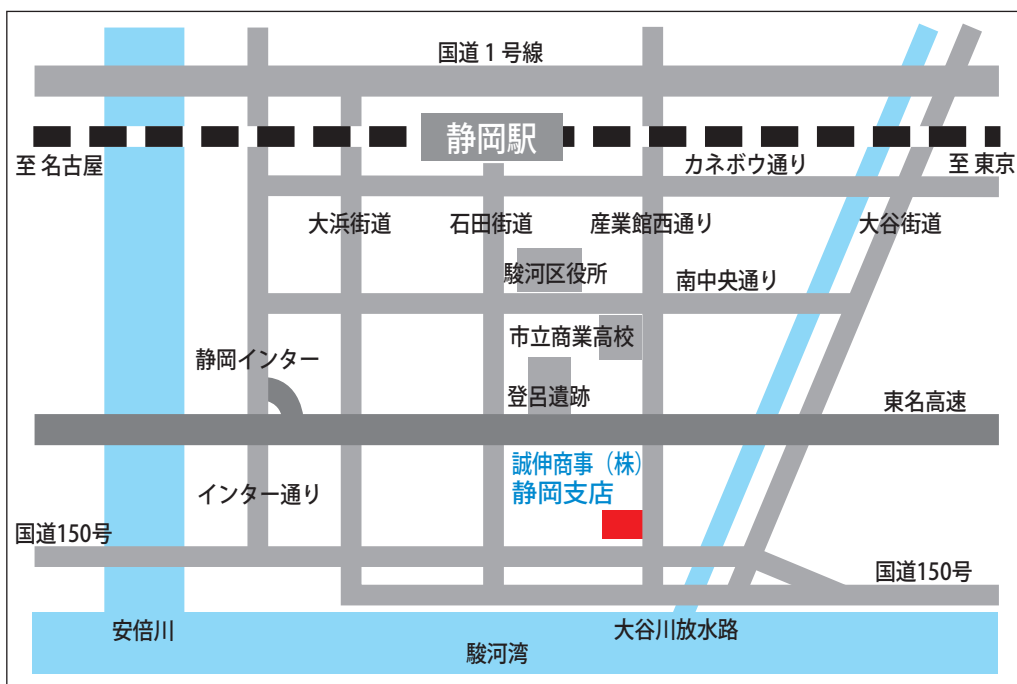 国道１号線
静岡駅
至 名古屋
カネボウ通り
至 東京
大浜街道
石田街道
産業館西通り
大谷街道
駿河区役所
南中央通り
市立商業高校
静岡インター
登呂遺跡
東名高速
誠伸商事（株）
静岡支店
インター通り
国道150号
国道150号
安倍川
大谷川放水路
駿河湾